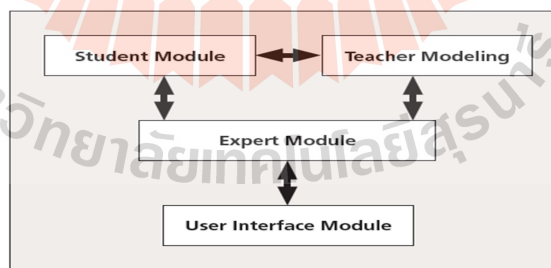 Student Module
Teacher Modeling
Expert Module
User Interface Module